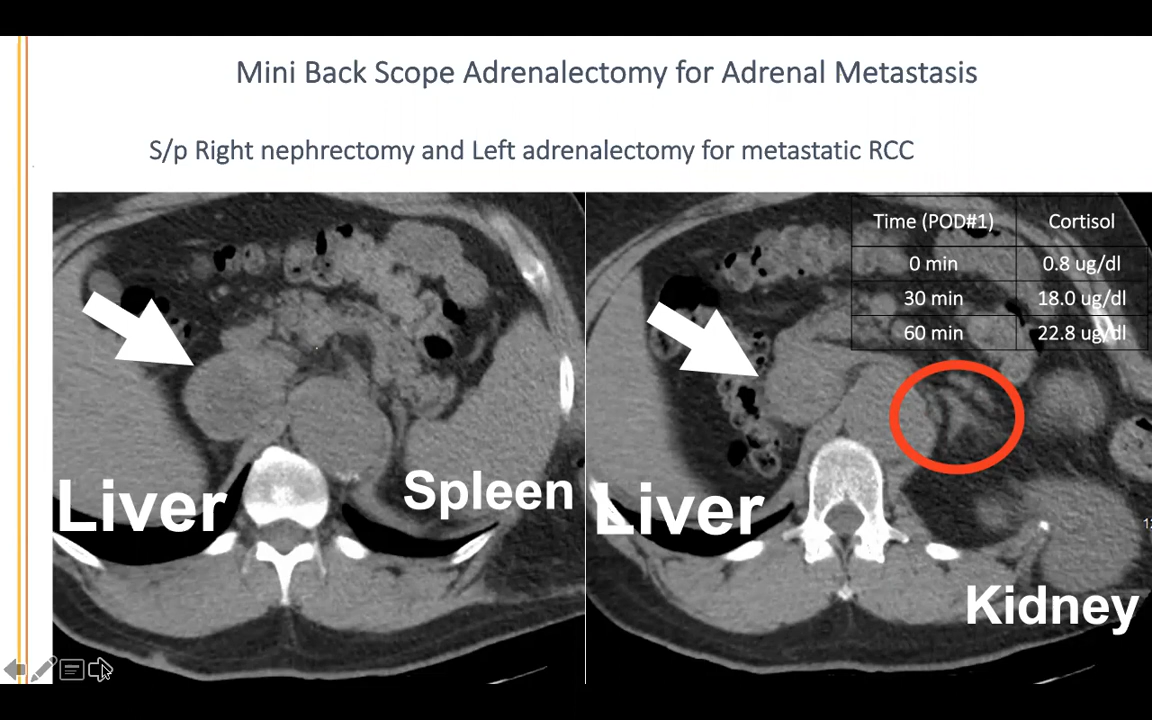 Mini Back Scope Adrenalectomy for Adrenal Metastasis
S/p Right nephrectomy and Left adrenalectomy for metastatic RCC
Time (POD#1) Cortisol
0 min 0.8 ug/dl
30 min 18.0 ug/dl
60 min 22.8 ug/dl
Liver
Spleen
Liver
Kidney